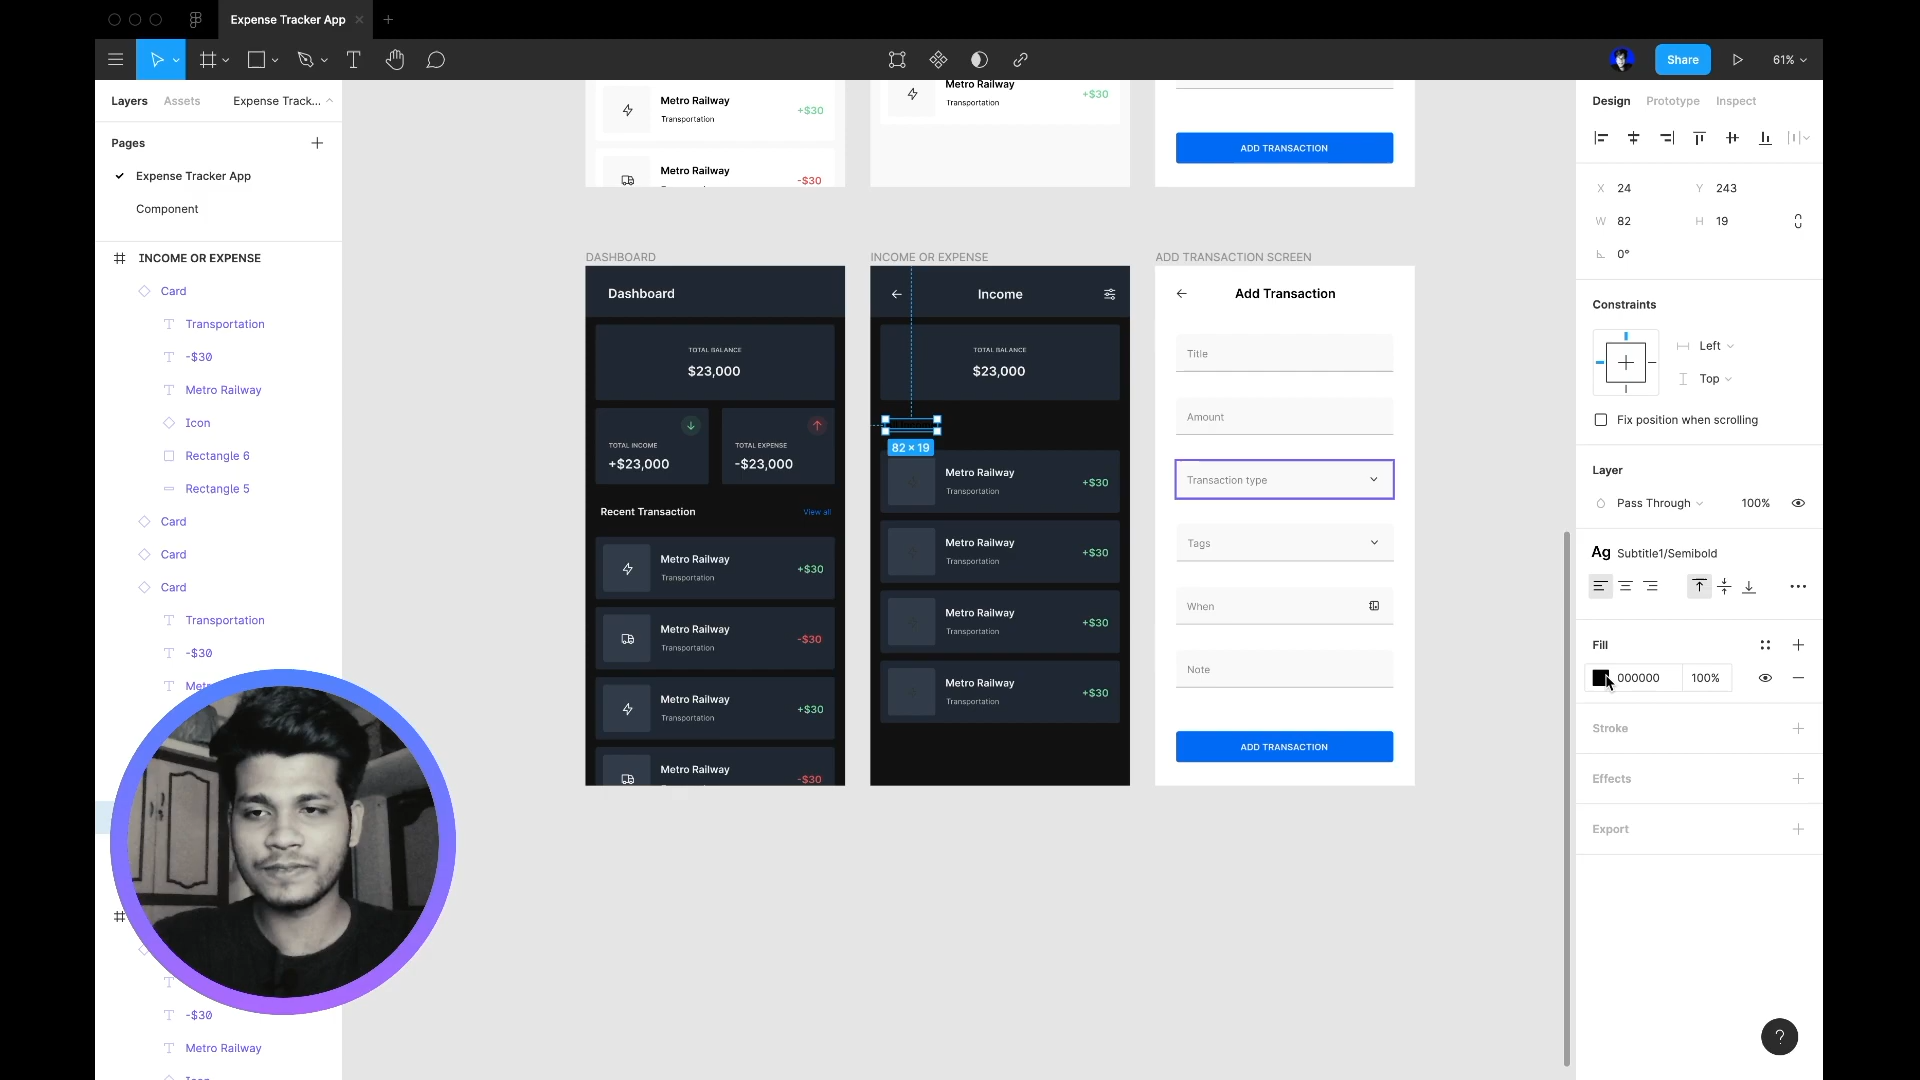 Expense Tracker App
61%
Share
Layers
Assets
Expense Track...
Pages
Expense Tracker App
Component
INCOME OR EXPENSE
Card
Transportation
-$30
Metro Railway
Icon
Rectangle 6
Rectangle 5
Card
Card
Card
Transportation
-$30
-$30
Metro Railway
Metro Railway
Transportation
+$30
Metro Railway
-$30
Metro Railway
Transportation
+$30
ADD TRANSACTION
DASHBOARD
Dashboard
TOTAL BALANCE
$23,000
TOTAL INCOME
+$23,000
TOTAL EXPENSE
-$23,000
Recent Transaction
View all
Metro Railway
Transportation
+$30
Metro Railway
Transportation
-$30
Metro Railway
Transportation
+$30
Metro Railway
-$30
INCOME OR EXPENSE
Income
TOTAL BALANCE
$23,000
82 × 19
Metro Railway
Transportation
+$30
Metro Railway
Transportation
+$30
Metro Railway
Transportation
+$30
Metro Railway
Transportation
+$30
ADD TRANSACTION SCREEN
Add Transaction
Title
Amount
Transaction type
Tags
When
Note
ADD TRANSACTION
Design
Prototype
Inspect
X 24
Y 243
W 82
H 19
0°
Constraints
Left
Top
Fix position when scrolling
Layer
Pass Through
100%
Ag Subtitle1/Semibold
Fill
000000
100%
Stroke
Effects
Export
?